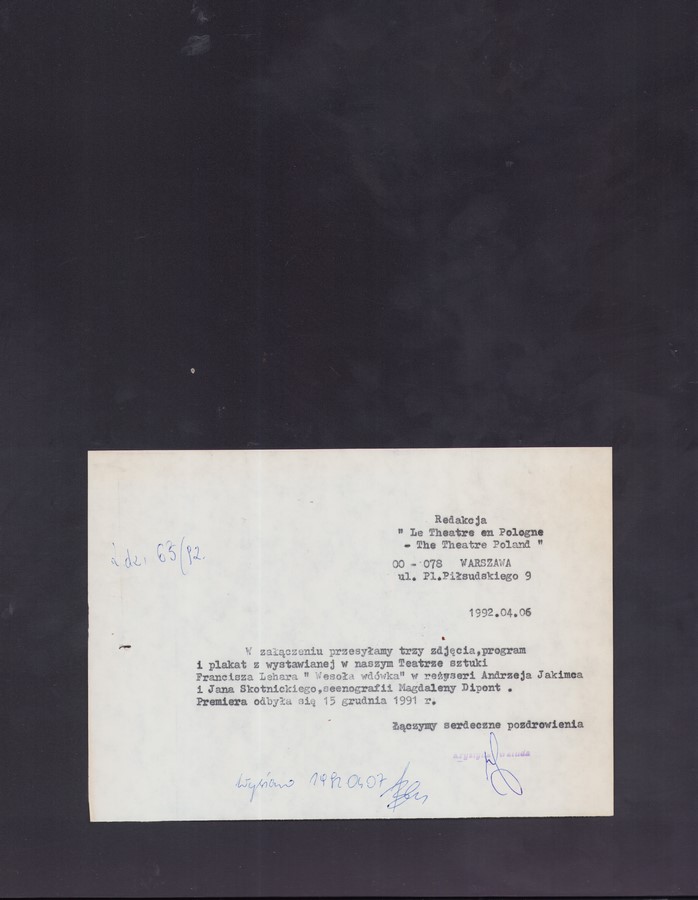 Redakcja
" Le Theatre en Pologne
- The Theatre Poland "
65/92.
00 - 078 WARSZAWA
ul. Pl.Piłsudskiego 9
1992.04.06
W załączeniu przesyłamy trzy zdjęcia,program
i plakat z wystawianej w naszym Teatrze sztuki
Francisza Lehara " Wesoła wdówka" w reżyseri Andrzeja Jakimca
i Jana Skotnickiego,scenografii Magdaleny Dipont .
Premiera odbyła się 15 grudnia 1991 r.
Łączymy serdeczne pozdrowienia
Wysłano 1992 04 07